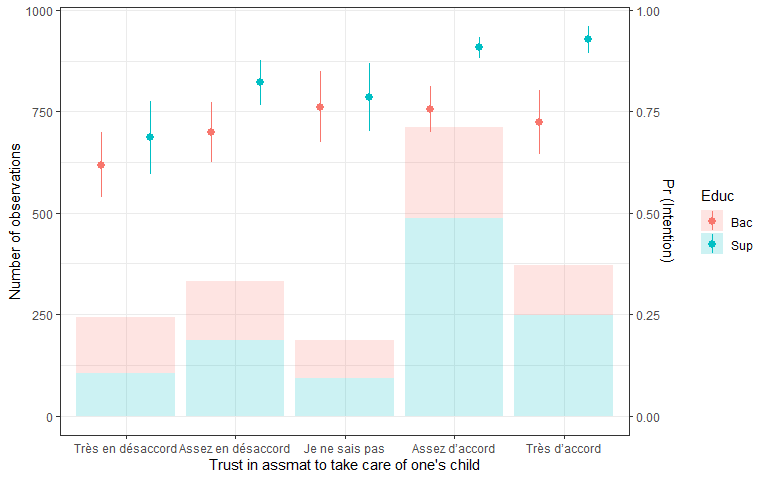 Number of observations
1000
750
500
250
0
1.00
0.75
0.50
0.25
0.00
Pr (Intention)
Très en désaccord Assez en désaccord Je ne sais pas Assez d'accord Très d'accord
Trust in assmat to take care of one's child
Educ
Bac
Sup